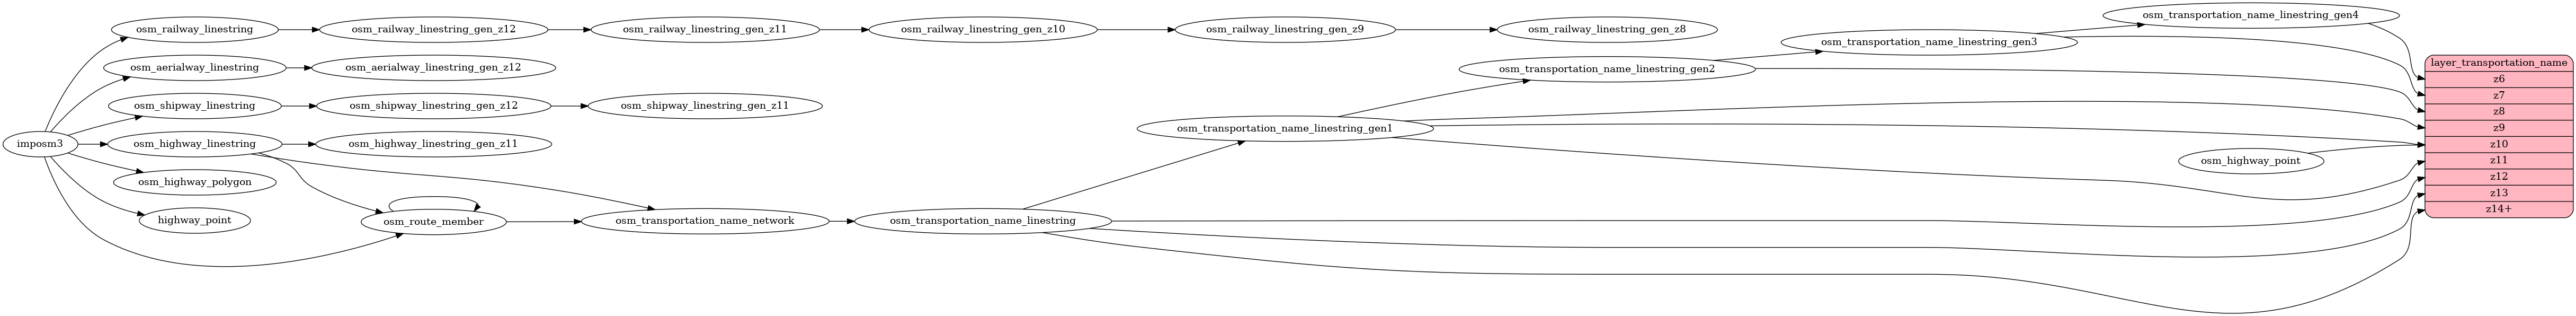 imposm3
osm_railway_linestring
osm_railway_linestring_gen_z12
osm_railway_linestring_gen_z11
osm_railway_linestring_gen_z10
osm_railway_linestring_gen_z9
osm_railway_linestring_gen_z8
osm_aerialway_linestring
osm_aerialway_linestring_gen_z12
osm_shipway_linestring
osm_shipway_linestring_gen_z12
osm_shipway_linestring_gen_z11
osm_highway_linestring
osm_highway_linestring_gen_z11
osm_highway_polygon
highway_point
osm_route_member
osm_transportation_name_network
osm_transportation_name_linestring
osm_transportation_name_linestring_gen1
osm_transportation_name_linestring_gen2
osm_transportation_name_linestring_gen3
osm_transportation_name_linestring_gen4
osm_highway_point
layer_transportation_name
z6
z7
z8
z9
z10
z11
z12
z13
z14+